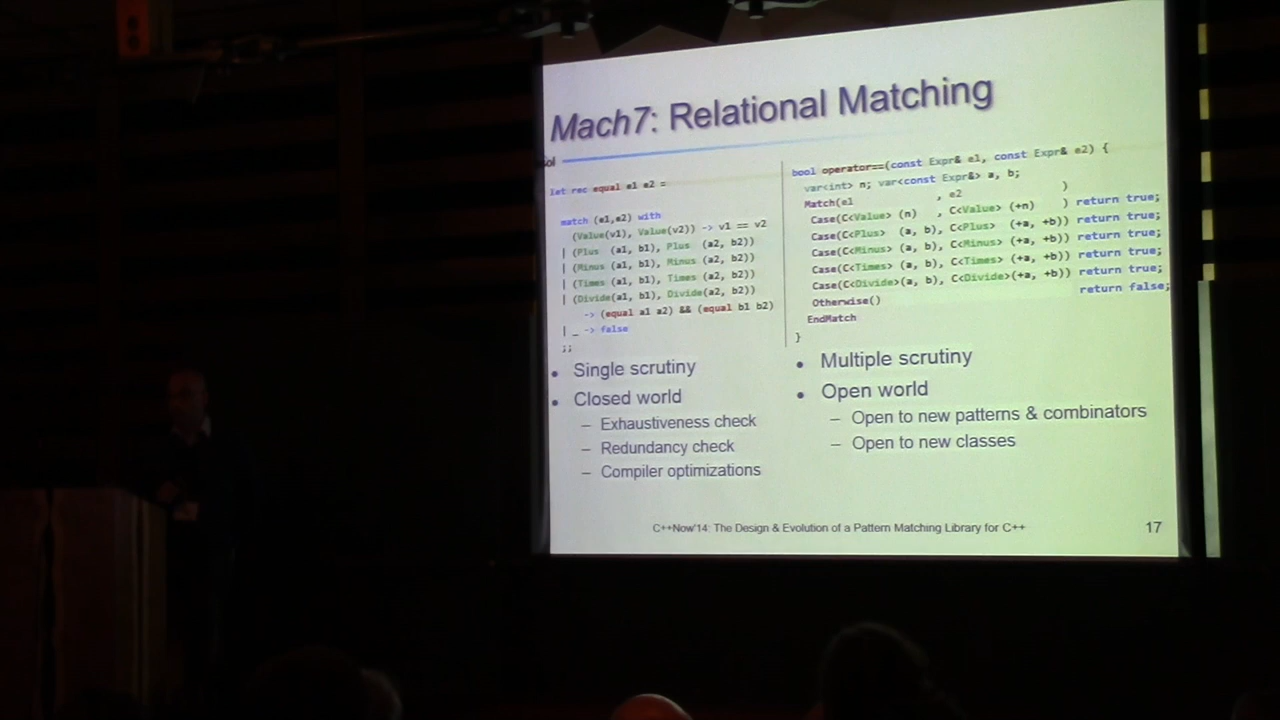 Mach7: Relational Matching
let rec equal e1 e2 =
match (e1,e2) with
(Value(v1), Value(v2)) -> v1 == v2
| (Plus (a1, b1), Plus (a2, b2))
| (Minus (a1, b1), Minus (a2, b2))
| (Times (a1, b1), Times (a2, b2))
| (Divide(a1, b1), Divide(a2, b2))
-> (equal a1 a2) && (equal b1 b2)
| _ -> false
;;
• Single scrutiny
• Closed world
– Exhaustiveness check
– Redundancy check
– Compiler optimizations
bool operator==(const Expr& e1, const Expr& e2) {
var<int> n; var<const Expr&> a, b;
Match(e1 , e2 )
Case(C<Value> (n) , C<Value> (+n) ) return true;
Case(C<Plus> (a, b), C<Plus> (+a, +b)) return true;
Case(C<Minus> (a, b), C<Minus> (+a, +b)) return true;
Case(C<Times> (a, b), C<Times> (+a, +b)) return true;
Case(C<Divide>(a, b), C<Divide>(+a, +b)) return true;
Otherwise() return false;
EndMatch
}
• Multiple scrutiny
• Open world
– Open to new patterns & combinators
– Open to new classes
C++Now'14: The Design & Evolution of a Pattern Matching Library for C++
17